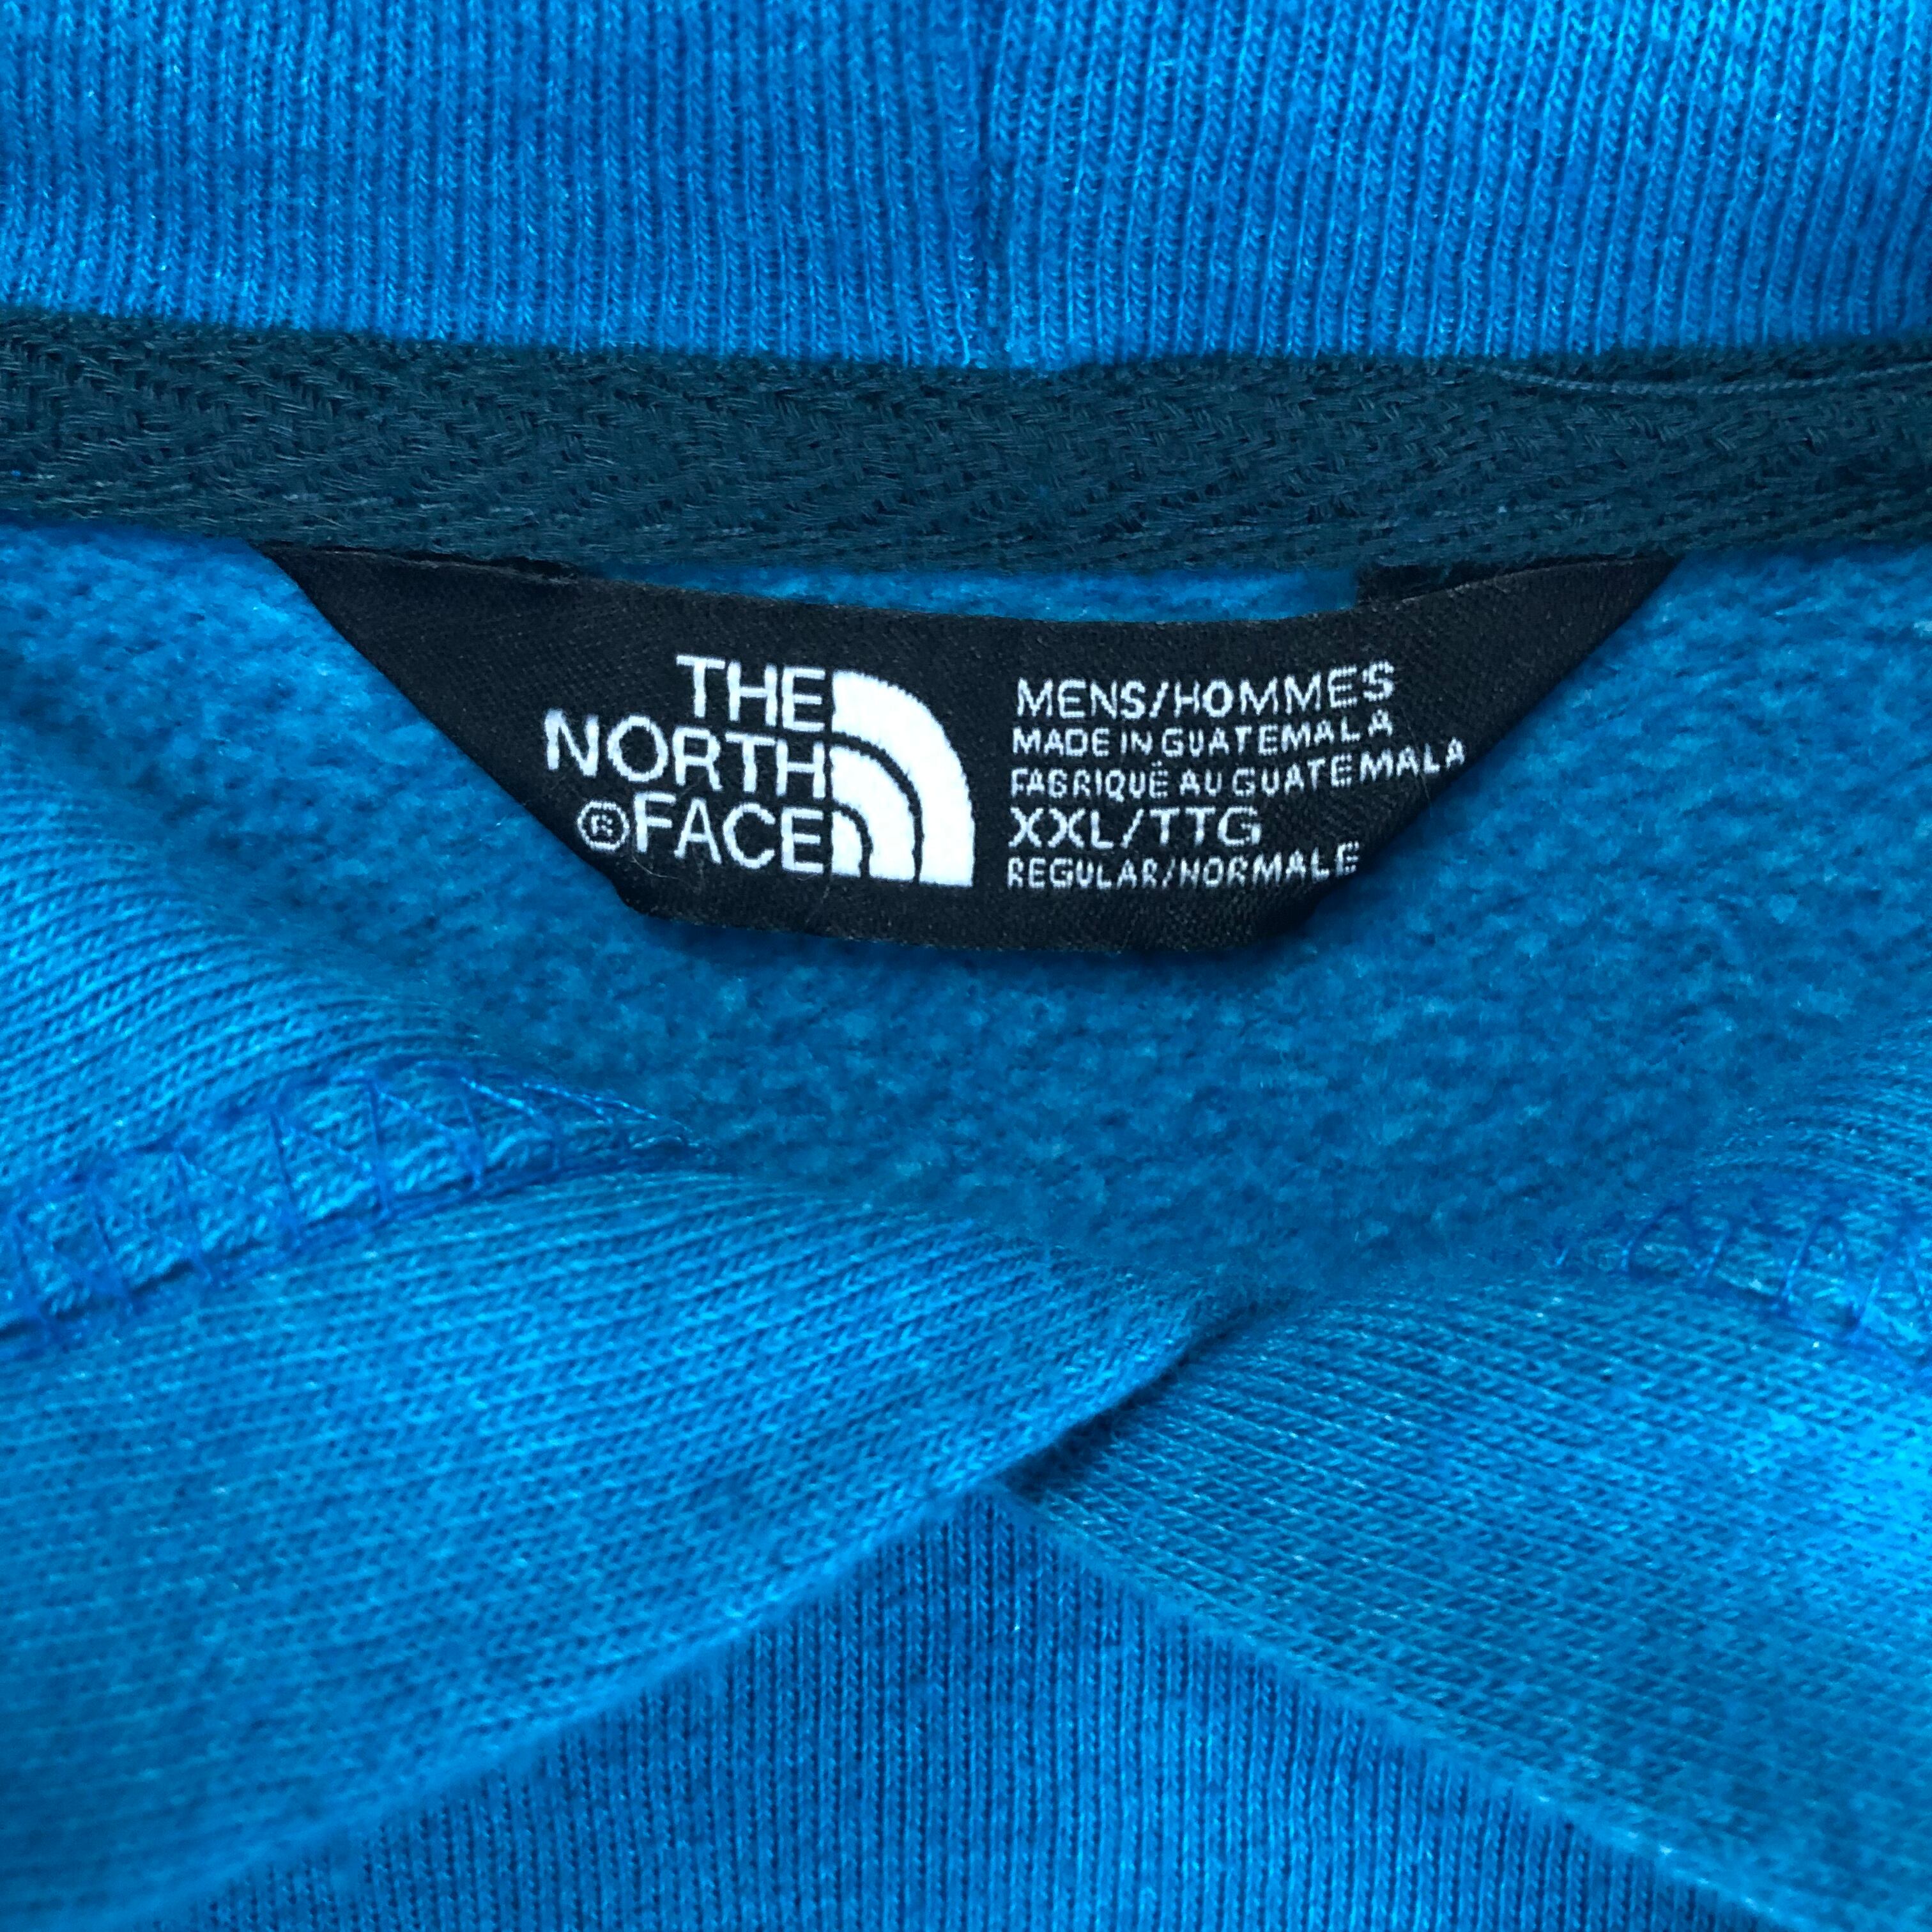 THE
NORTH
®FACE
MENS/HOMMES
MADE IN GUATEMALA
FABRIQUÉ AU GUATEMALA
XXL/TTG
REGULAR/NORMALE